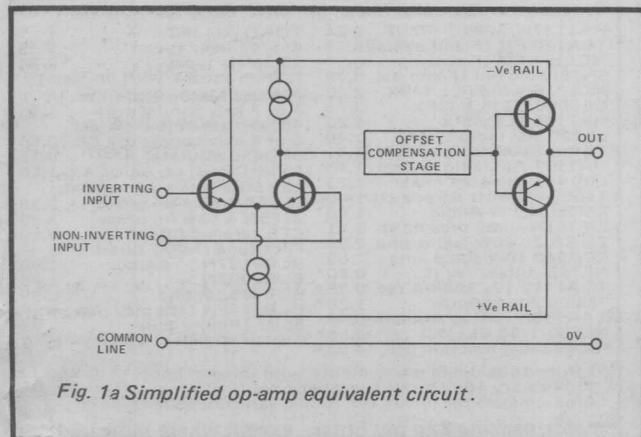 −Ve RAIL
OFFSET
COMPENSATION
STAGE
OUT
INVERTING
INPUT
NON-INVERTING
INPUT
+Ve RAIL
COMMON
LINE
0V
Fig. 1a Simplified op-amp equivalent circuit.